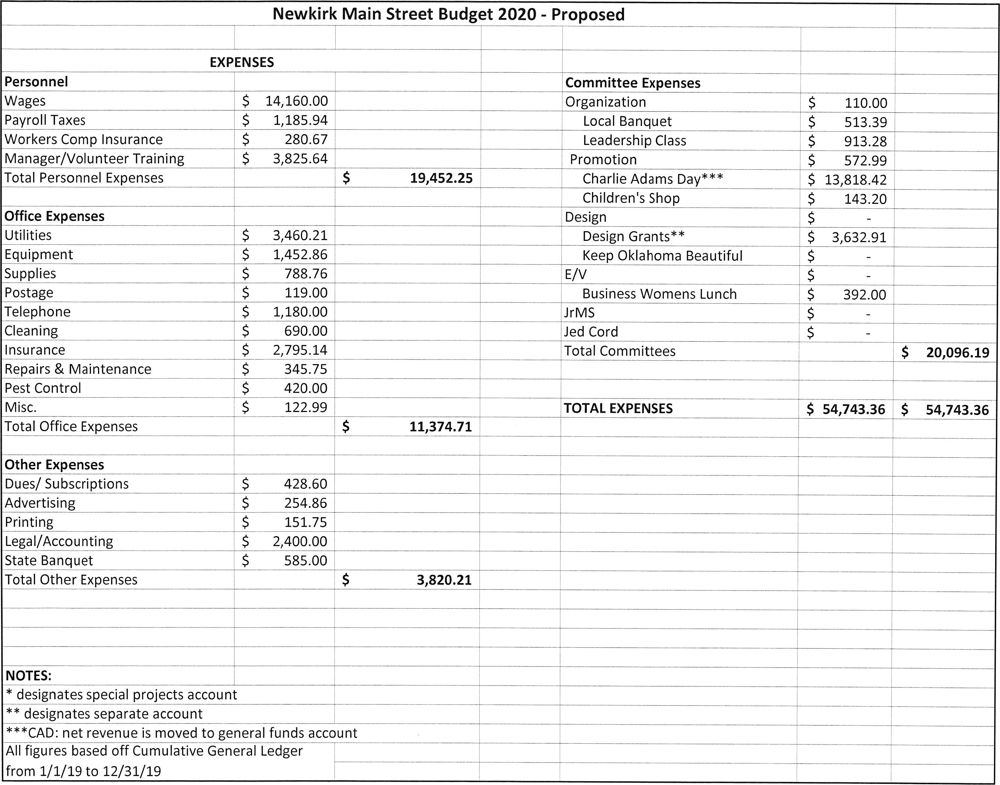 Newkirk Main Street Budget 2020 - Proposed
EXPENSES
Personnel
Wages $ 14,160.00
Payroll Taxes $ 1,185.94
Workers Comp Insurance $ 280.67
Manager/Volunteer Training $ 3,825.64
Total Personnel Expenses $ 19,452.25
Office Expenses
Utilities $ 3,460.21
Equipment $ 1,452.86
Supplies $ 788.76
Postage $ 119.00
Telephone $ 1,180.00
Cleaning $ 690.00
Insurance $ 2,795.14
Repairs & Maintenance $ 345.75
Pest Control $ 420.00
Misc. $ 122.99
Total Office Expenses $ 11,374.71
Other Expenses
Dues/ Subscriptions $ 428.60
Advertising $ 254.86
Printing $ 151.75
Legal/Accounting $ 2,400.00
State Banquet $ 585.00
Total Other Expenses $ 3,820.21
Committee Expenses
Organization $ 110.00
Local Banquet $ 513.39
Leadership Class $ 913.28
Promotion $ 572.99
Charlie Adams Day*** $ 13,818.42
Children's Shop $ 143.20
Design $ -
Design Grants** $ 3,632.91
Keep Oklahoma Beautiful $ -
E/V $ -
Business Womens Lunch $ 392.00
JrMS $ -
Jed Cord $ -
Total Committees $ 20,096.19
TOTAL EXPENSES $ 54,743.36 $ 54,743.36
NOTES:
* designates special projects account
** designates separate account
***CAD: net revenue is moved to general funds account
All figures based off Cumulative General Ledger
from 1/1/19 to 12/31/19